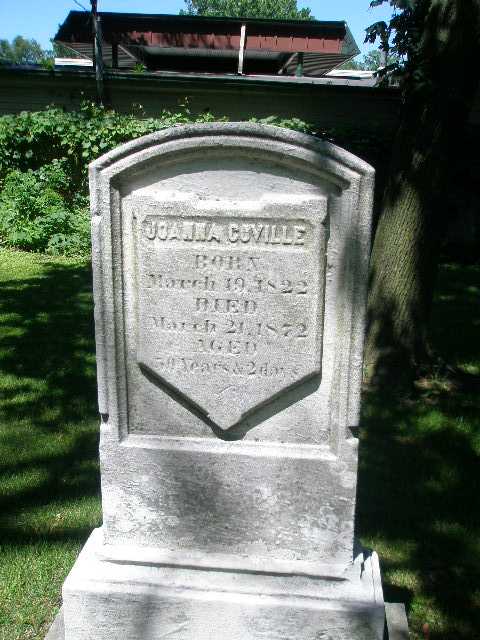 JOANNA COVILLE
BORN
March 19, 1822
DIED
March 21, 1872
AGED
50 Years & 2 days